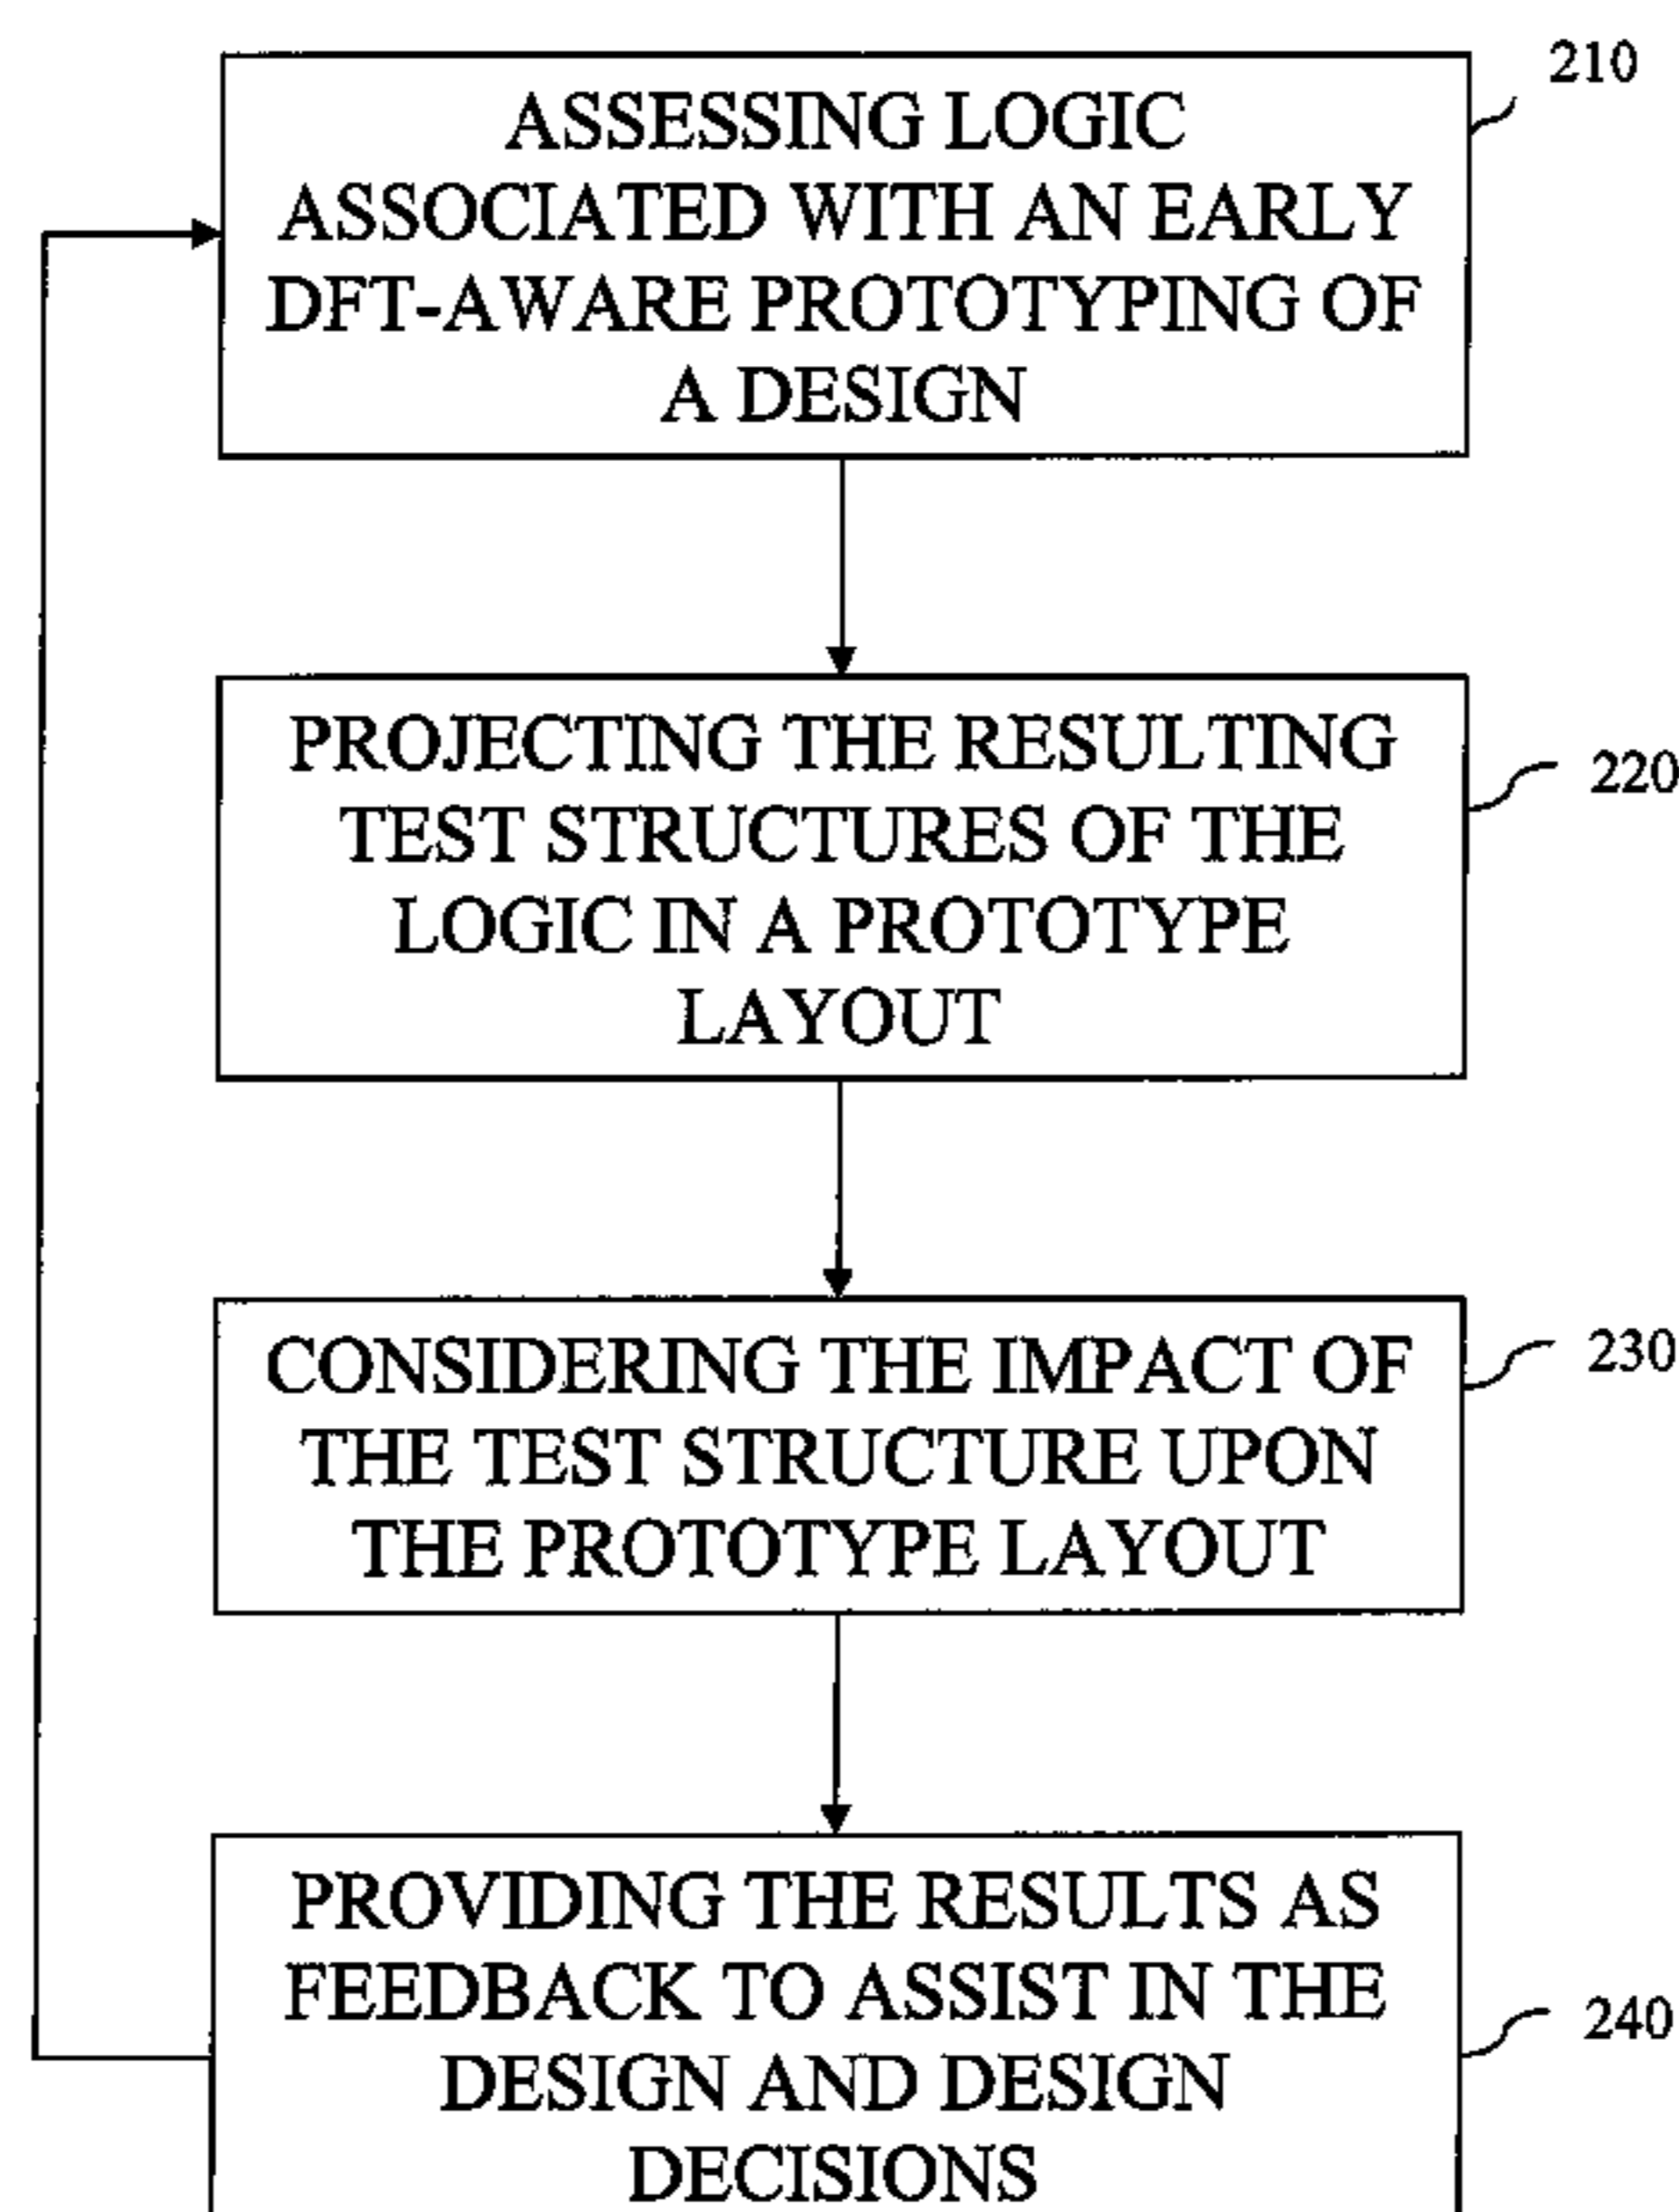 210
ASSESSING LOGIC
ASSOCIATED WITH AN EARLY
DFT-AWARE PROTOTYPING OF
A DESIGN
220
PROJECTING THE RESULTING
TEST STRUCTURES OF THE
LOGIC IN A PROTOTYPE
LAYOUT
230
CONSIDERING THE IMPACT OF
THE TEST STRUCTURE UPON
THE PROTOTYPE LAYOUT
240
PROVIDING THE RESULTS AS
FEEDBACK TO ASSIST IN THE
DESIGN AND DESIGN
DECISIONS